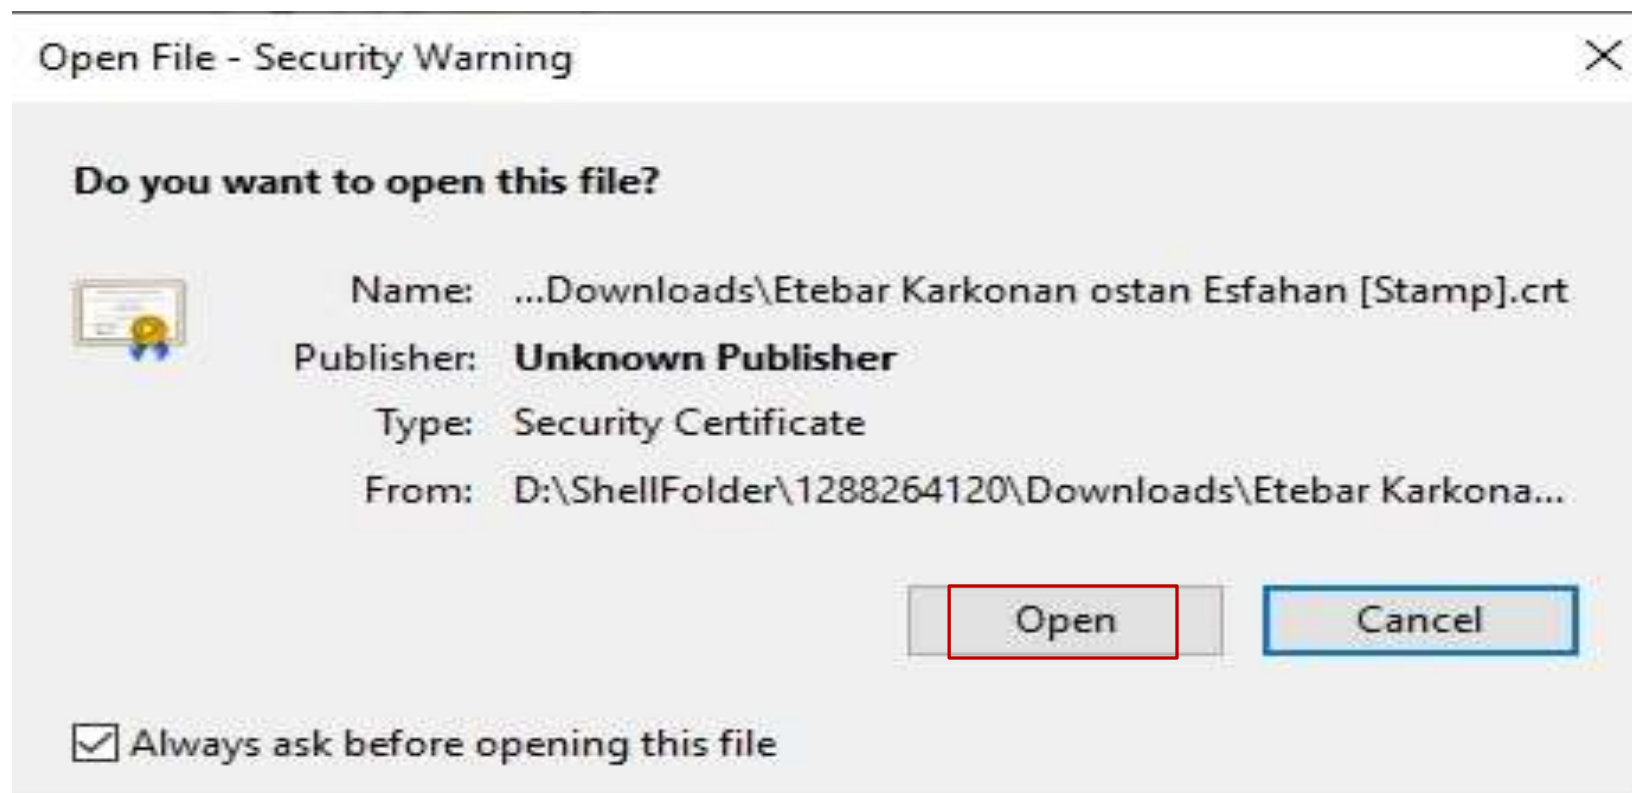 Open File - Security Warning
Do you want to open this file?
Name: ...Downloads\Etebar Karkonan ostan Esfahan [Stamp].crt
Publisher: Unknown Publisher
Type: Security Certificate
From: D:\ShellFolder\1288264120\Downloads\Etebar Karkona...
Open Cancel
Always ask before opening this file